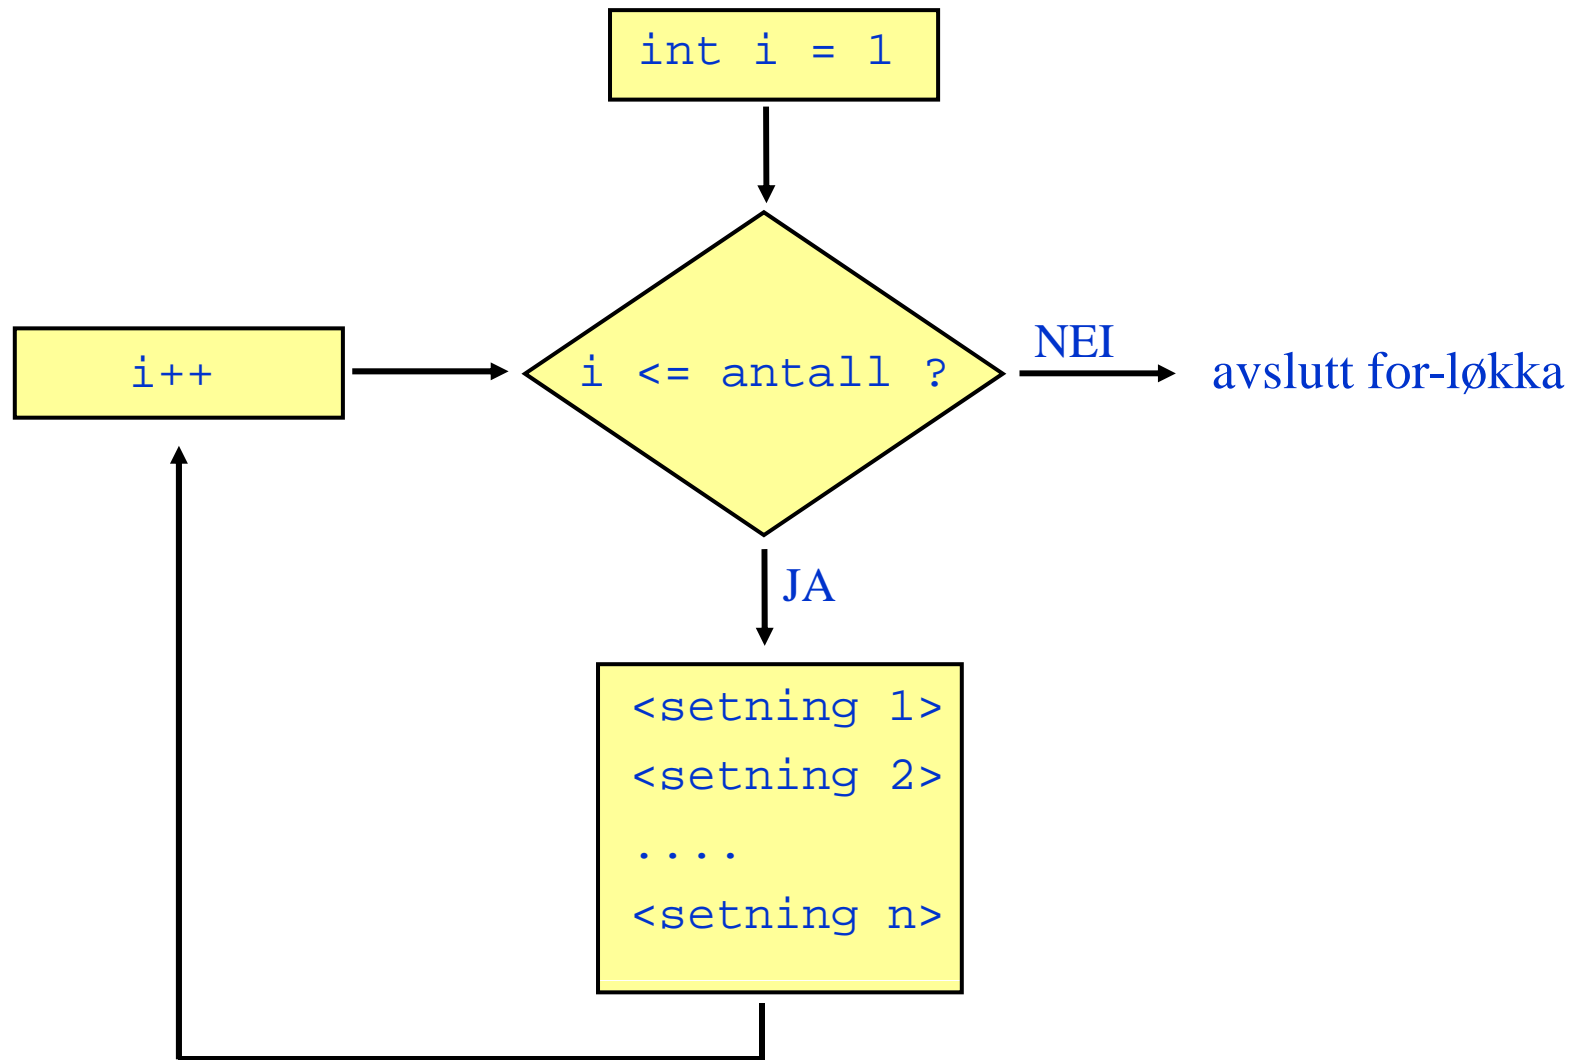 int i = 1
i++
i <= antall ?
NEI
avslutt for-løkka
JA
<setning 1>
<setning 2>
....
<setning n>